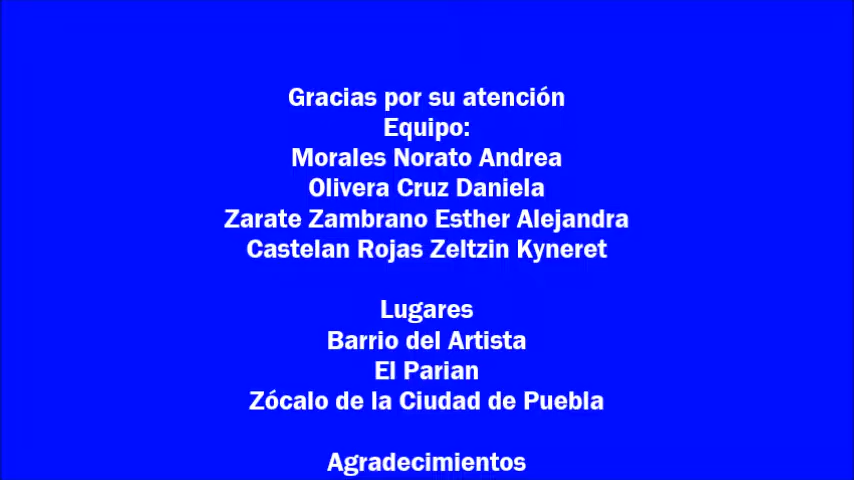 Gracias por su atención
Equipo:
Morales Norato Andrea
Olivera Cruz Daniela
Zarate Zambrano Esther Alejandra
Castelan Rojas Zeltzin Kyneret
Lugares
Barrio del Artista
El Parian
Zócalo de la Ciudad de Puebla
Agradecimientos